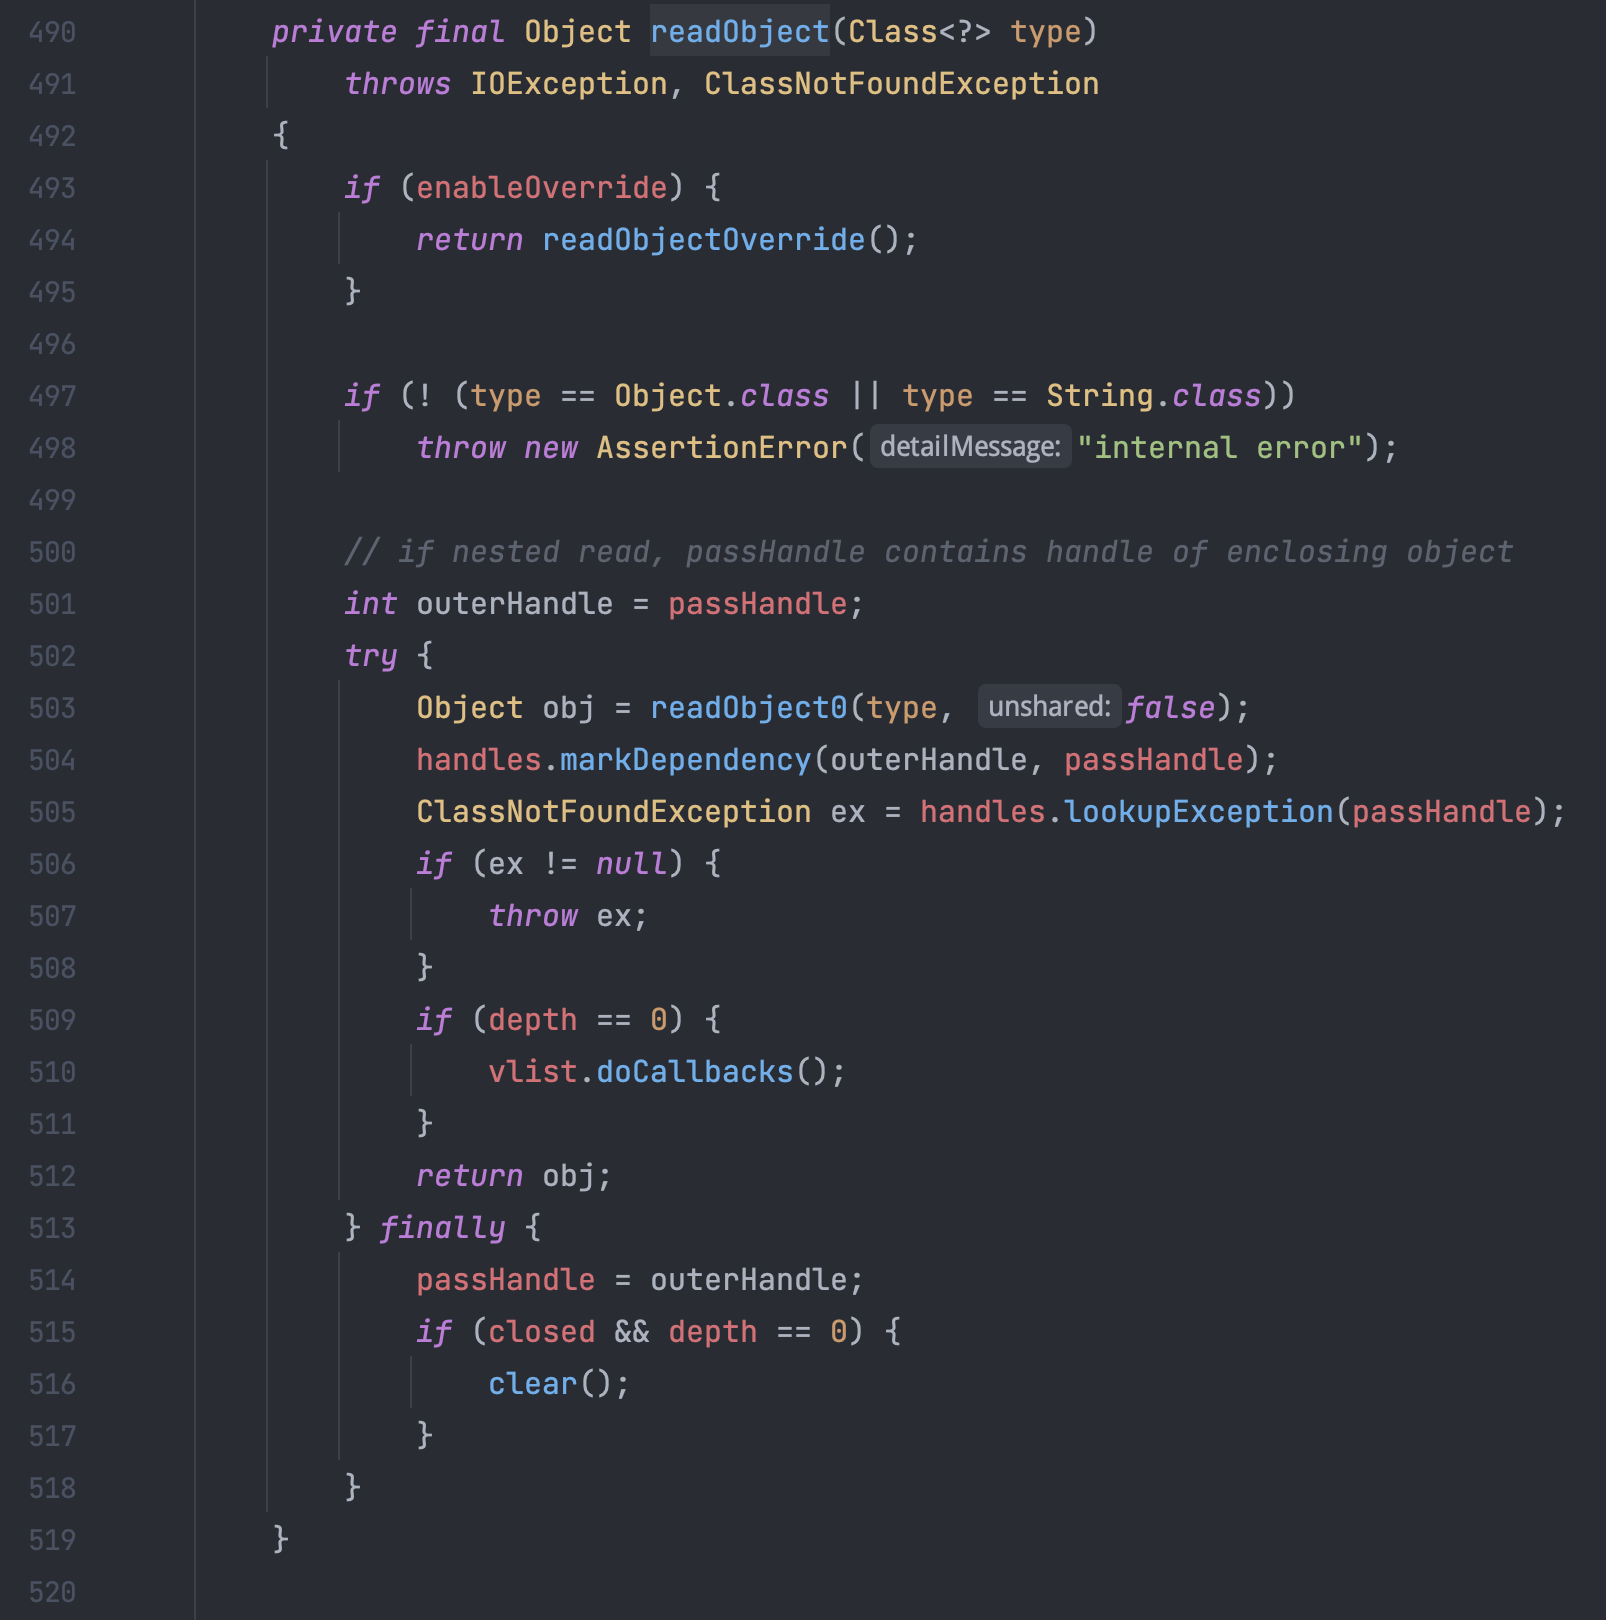 490 private final Object readObject(Class<?> type)
491 throws IOException, ClassNotFoundException
492 {
493 if (enableOverride) {
494 return readObjectOverride();
495 }
496
497 if (! (type == Object.class || type == String.class))
498 throw new AssertionError( detailMessage: "internal error");
499
500 // if nested read, passHandle contains handle of enclosing object
501 int outerHandle = passHandle;
502 try {
503 Object obj = readObject0(type, unshared: false);
504 handles.markDependency(outerHandle, passHandle);
505 ClassNotFoundException ex = handles.lookupException(passHandle);
506 if (ex != null) {
507 throw ex;
508 }
509 if (depth == 0) {
510 vlist.doCallbacks();
511 }
512 return obj;
513 } finally {
514 passHandle = outerHandle;
515 if (closed && depth == 0) {
516 clear();
517 }
518 }
519 }
520